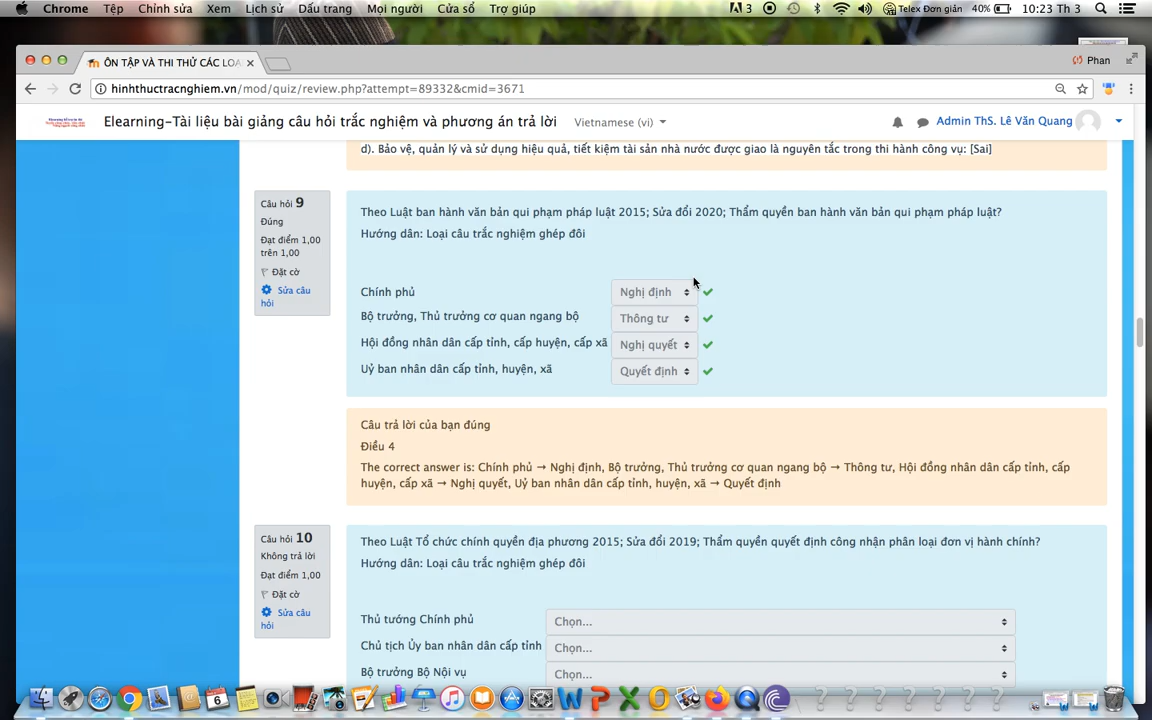 Chrome Tệp Chỉnh sửa Xem Lịch sử Dấu trang Mọi người Cửa sổ Trợ giúp 3 Telex Đơn giản 40% 10:23 Th 3
ÔN TẬP VÀ THI THỬ CÁC LOẠ Phan
hinhthuctracnghiem.vn/mod/quiz/review.php?attempt=89332&cmid=3671
Elearning-Tài liệu bài giảng câu hỏi trắc nghiệm và phương án trả lời Vietnamese (vi) Admin ThS. Lê Văn Quang
d). Bảo vệ, quản lý và sử dụng hiệu quả, tiết kiệm tài sản nhà nước được giao là nguyên tắc trong thi hành công vụ: [Sai]
Câu hỏi 9
Đúng
Đạt điểm 1,00
trên 1,00
Đặt cờ
Sửa câu
hỏi
Theo Luật ban hành văn bản qui phạm pháp luật 2015; Sửa đổi 2020; Thẩm quyền ban hành văn bản qui phạm pháp luật?
Hướng dẫn: Loại câu trắc nghiệm ghép đôi
Chính phủ Nghị định
Bộ trưởng, Thủ trưởng cơ quan ngang bộ Thông tư
Hội đồng nhân dân cấp tỉnh, cấp huyện, cấp xã Nghị quyết
Uỷ ban nhân dân cấp tỉnh, huyện, xã Quyết định
Câu trả lời của bạn đúng
Điều 4
The correct answer is: Chính phủ → Nghị định, Bộ trưởng, Thủ trưởng cơ quan ngang bộ → Thông tư, Hội đồng nhân dân cấp tỉnh, cấp
huyện, cấp xã → Nghị quyết, Uỷ ban nhân dân cấp tỉnh, huyện, xã → Quyết định
Câu hỏi 10
Không trả lời
Đạt điểm 1,00
Đặt cờ
Sửa câu
hỏi
Theo Luật Tổ chức chính quyền địa phương 2015; Sửa đổi 2019; Thẩm quyền quyết định công nhận phân loại đơn vị hành chính?
Hướng dẫn: Loại câu trắc nghiệm ghép đôi
Thủ tướng Chính phủ Chọn...
Chủ tịch Ủy ban nhân dân cấp tỉnh Chọn...
Bộ trưởng Bộ Nội vụ Chọn...
6